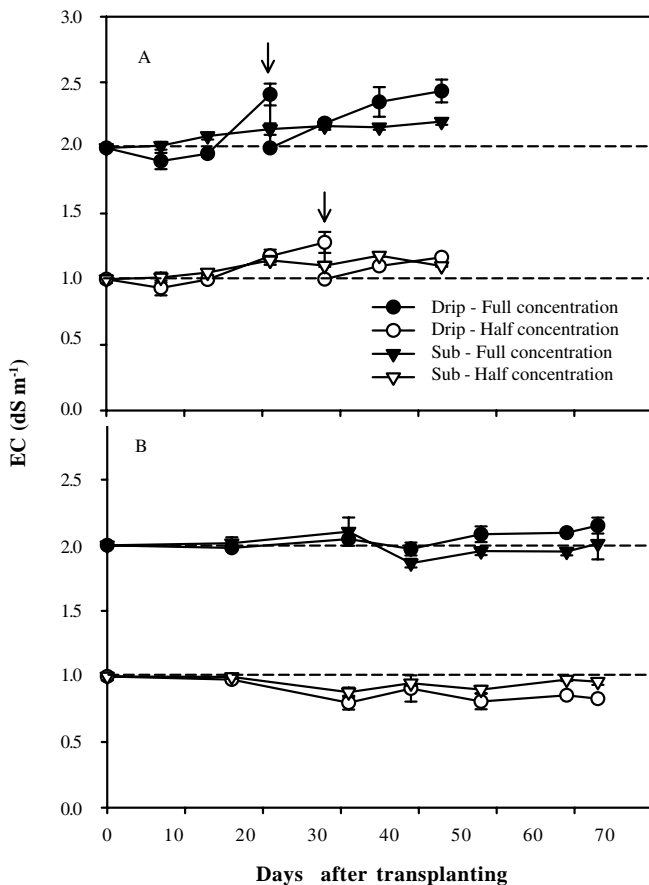 3.0
A
2.5
2.0
1.5
1.0
Drip - Full concentration
Drip - Half concentration
Sub - Full concentration
Sub - Half concentration
0.5
0.0
EC (dS m⁻¹)
B
2.5
2.0
1.5
1.0
0.5
0.0
0 10 20 30 40 50 60 70
Days after transplanting